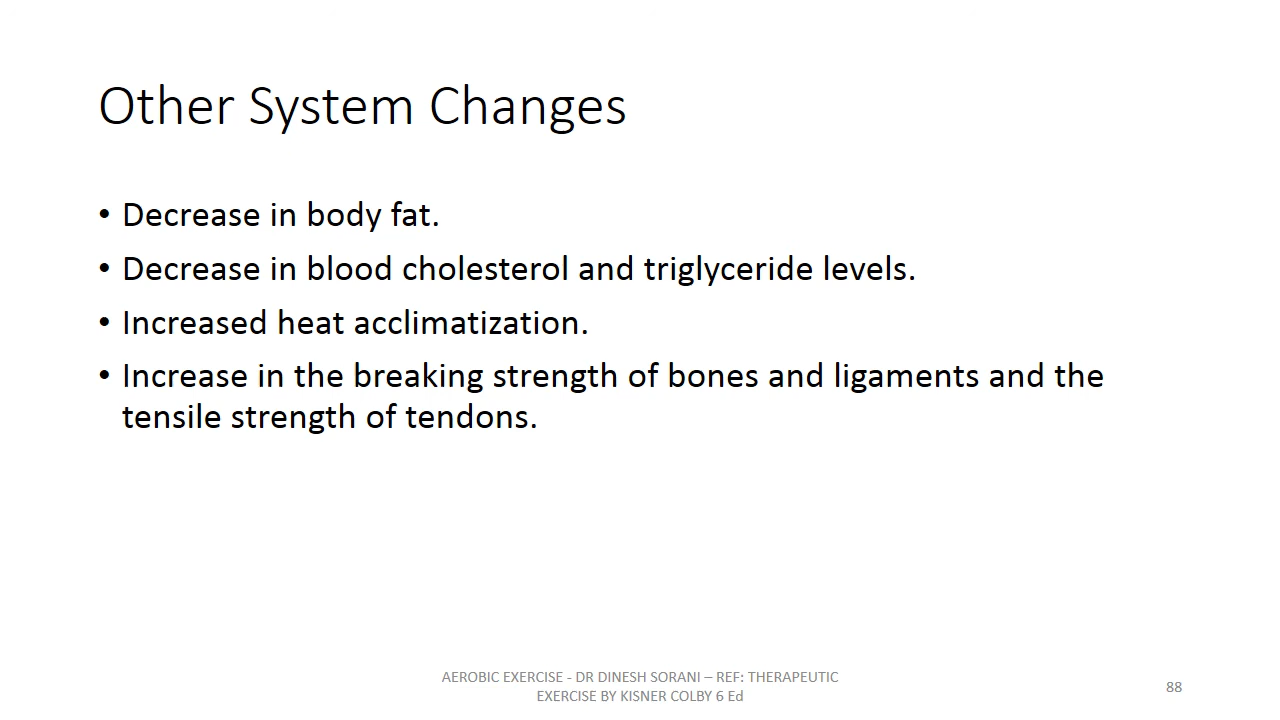 Other System Changes
• Decrease in body fat.
• Decrease in blood cholesterol and triglyceride levels.
• Increased heat acclimatization.
• Increase in the breaking strength of bones and ligaments and the
tensile strength of tendons.
AEROBIC EXERCISE - DR DINESH SORANI – REF: THERAPEUTIC
EXERCISE BY KISNER COLBY 6 Ed
88